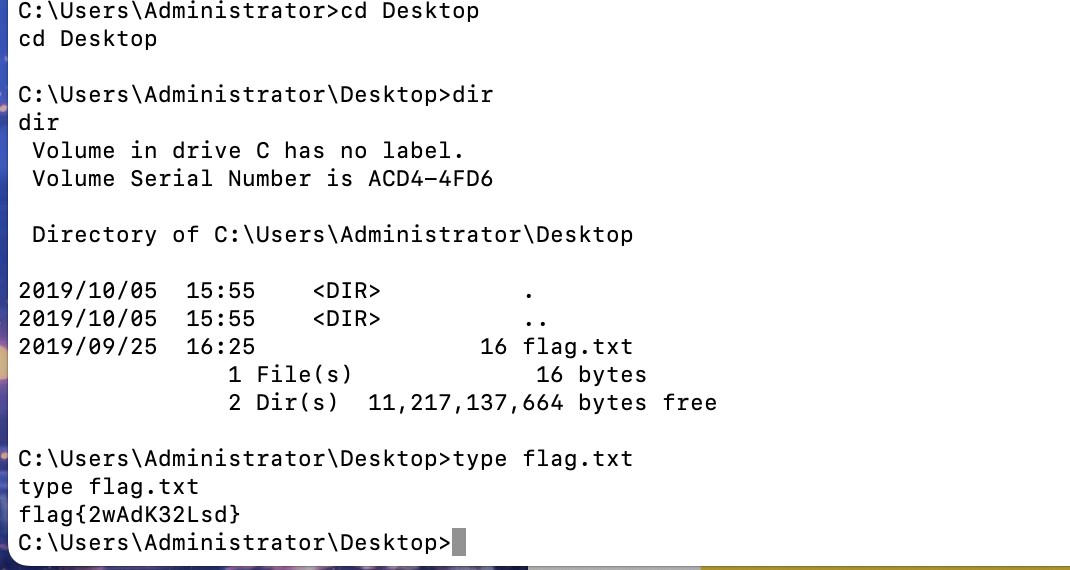 C:\Users\Administrator>cd Desktop
cd Desktop
C:\Users\Administrator\Desktop>dir
dir
Volume in drive C has no label.
Volume Serial Number is ACD4-4FD6
Directory of C:\Users\Administrator\Desktop
2019/10/05  15:55    <DIR>          .
2019/10/05  15:55    <DIR>          ..
2019/09/25  16:25                16 flag.txt
1 File(s)             16 bytes
2 Dir(s)  11,217,137,664 bytes free
C:\Users\Administrator\Desktop>type flag.txt
type flag.txt
flag{2wAdK32Lsd}
C:\Users\Administrator\Desktop>